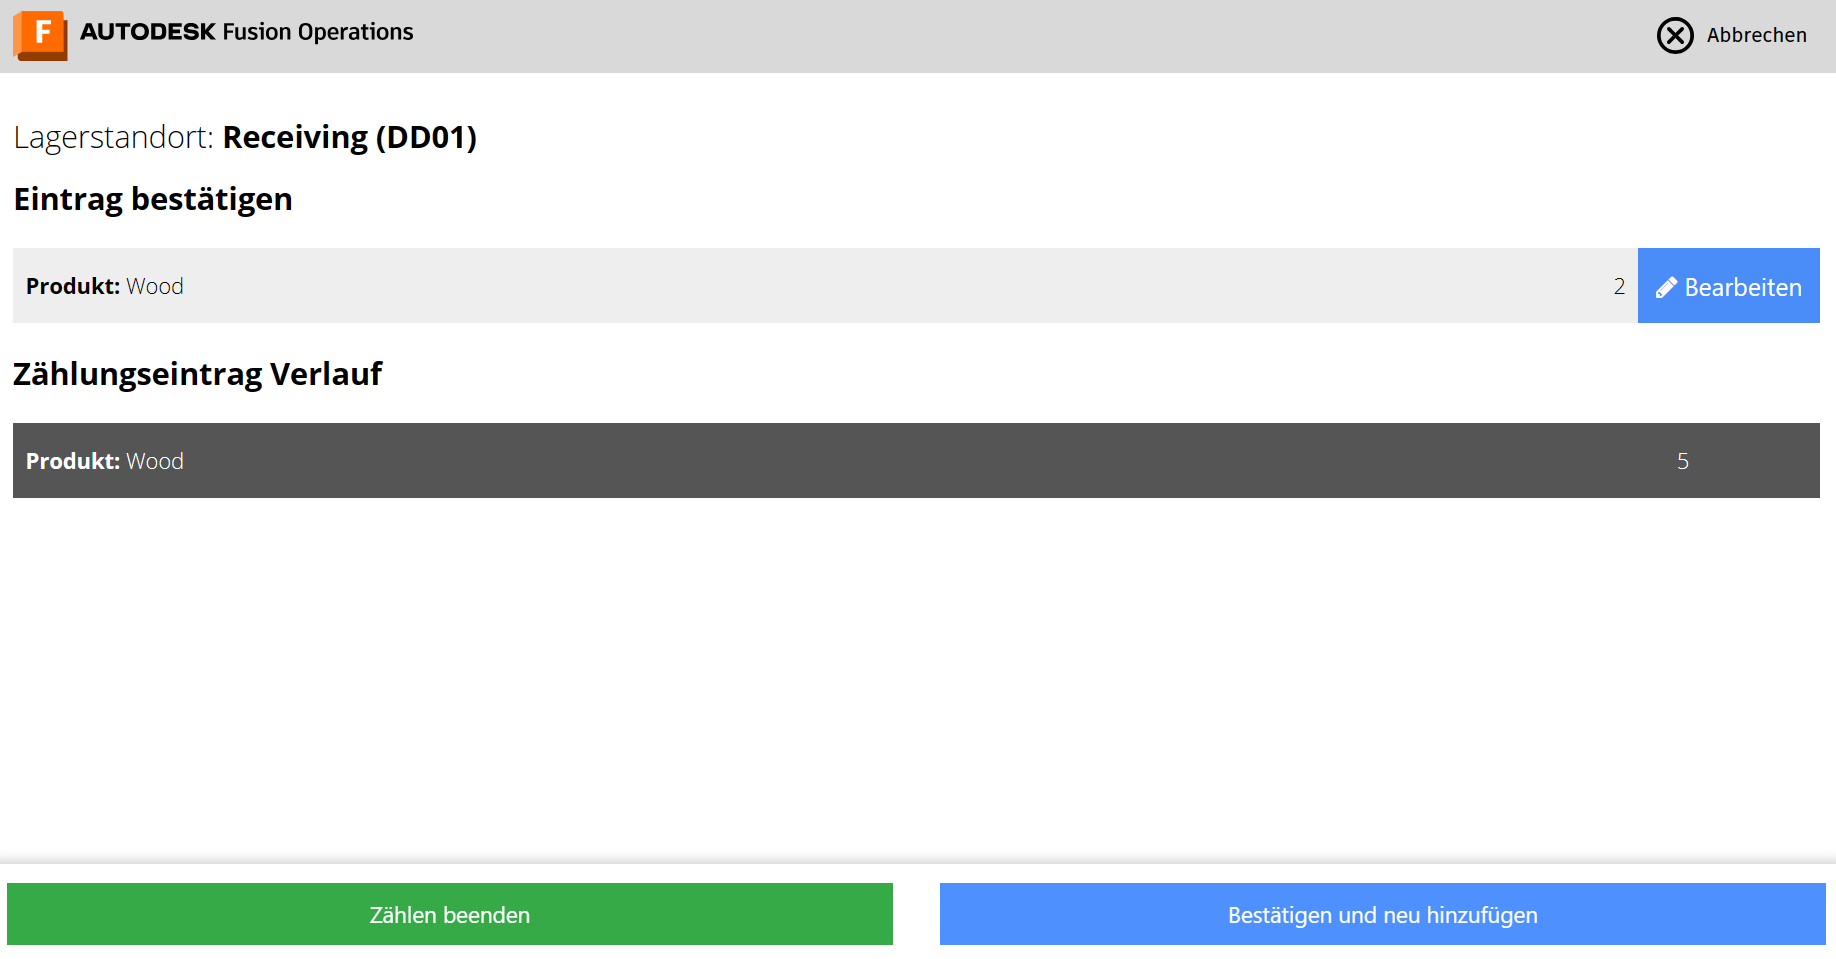 F AUTODESK Fusion Operations
Abbrechen
Lagerstandort: Receiving (DD01)
Eintrag bestätigen
Produkt: Wood 2 Bearbeiten
Zählungseintrag Verlauf
Produkt: Wood 5
Zählen beenden
Bestätigen und neu hinzufügen